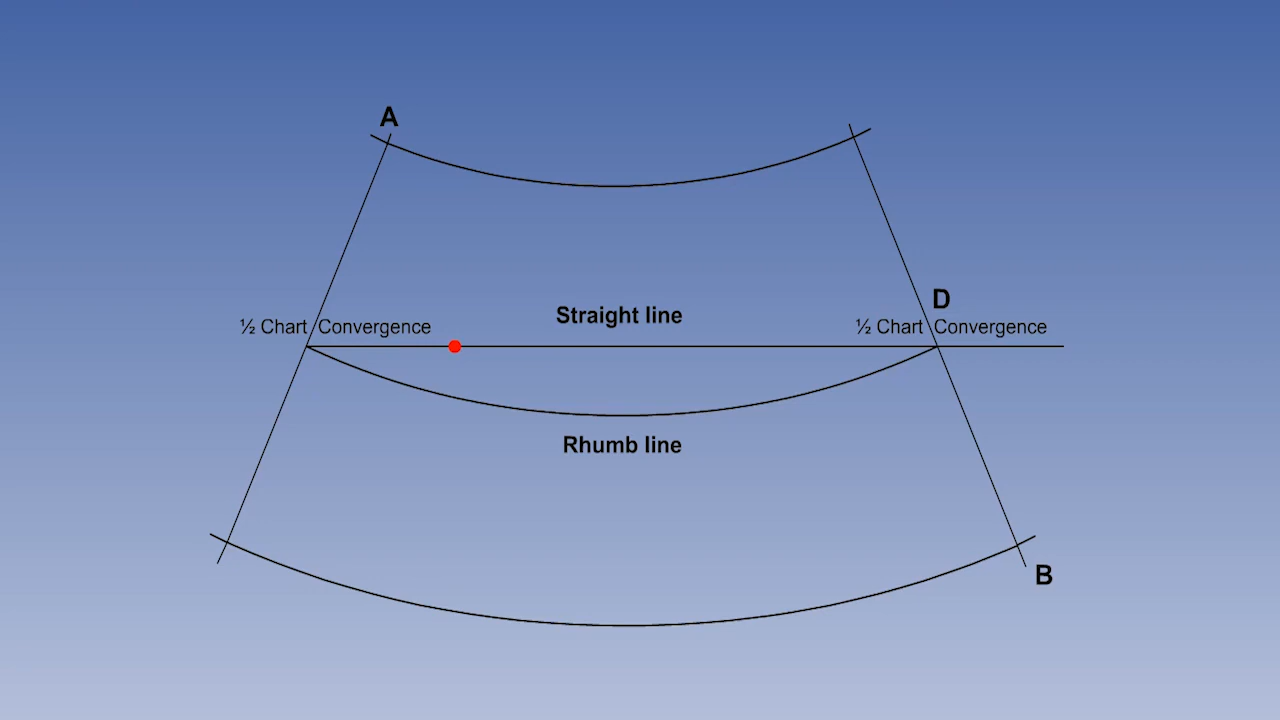 A
D
½ Chart Convergence
Straight line
½ Chart Convergence
Rhumb line
B